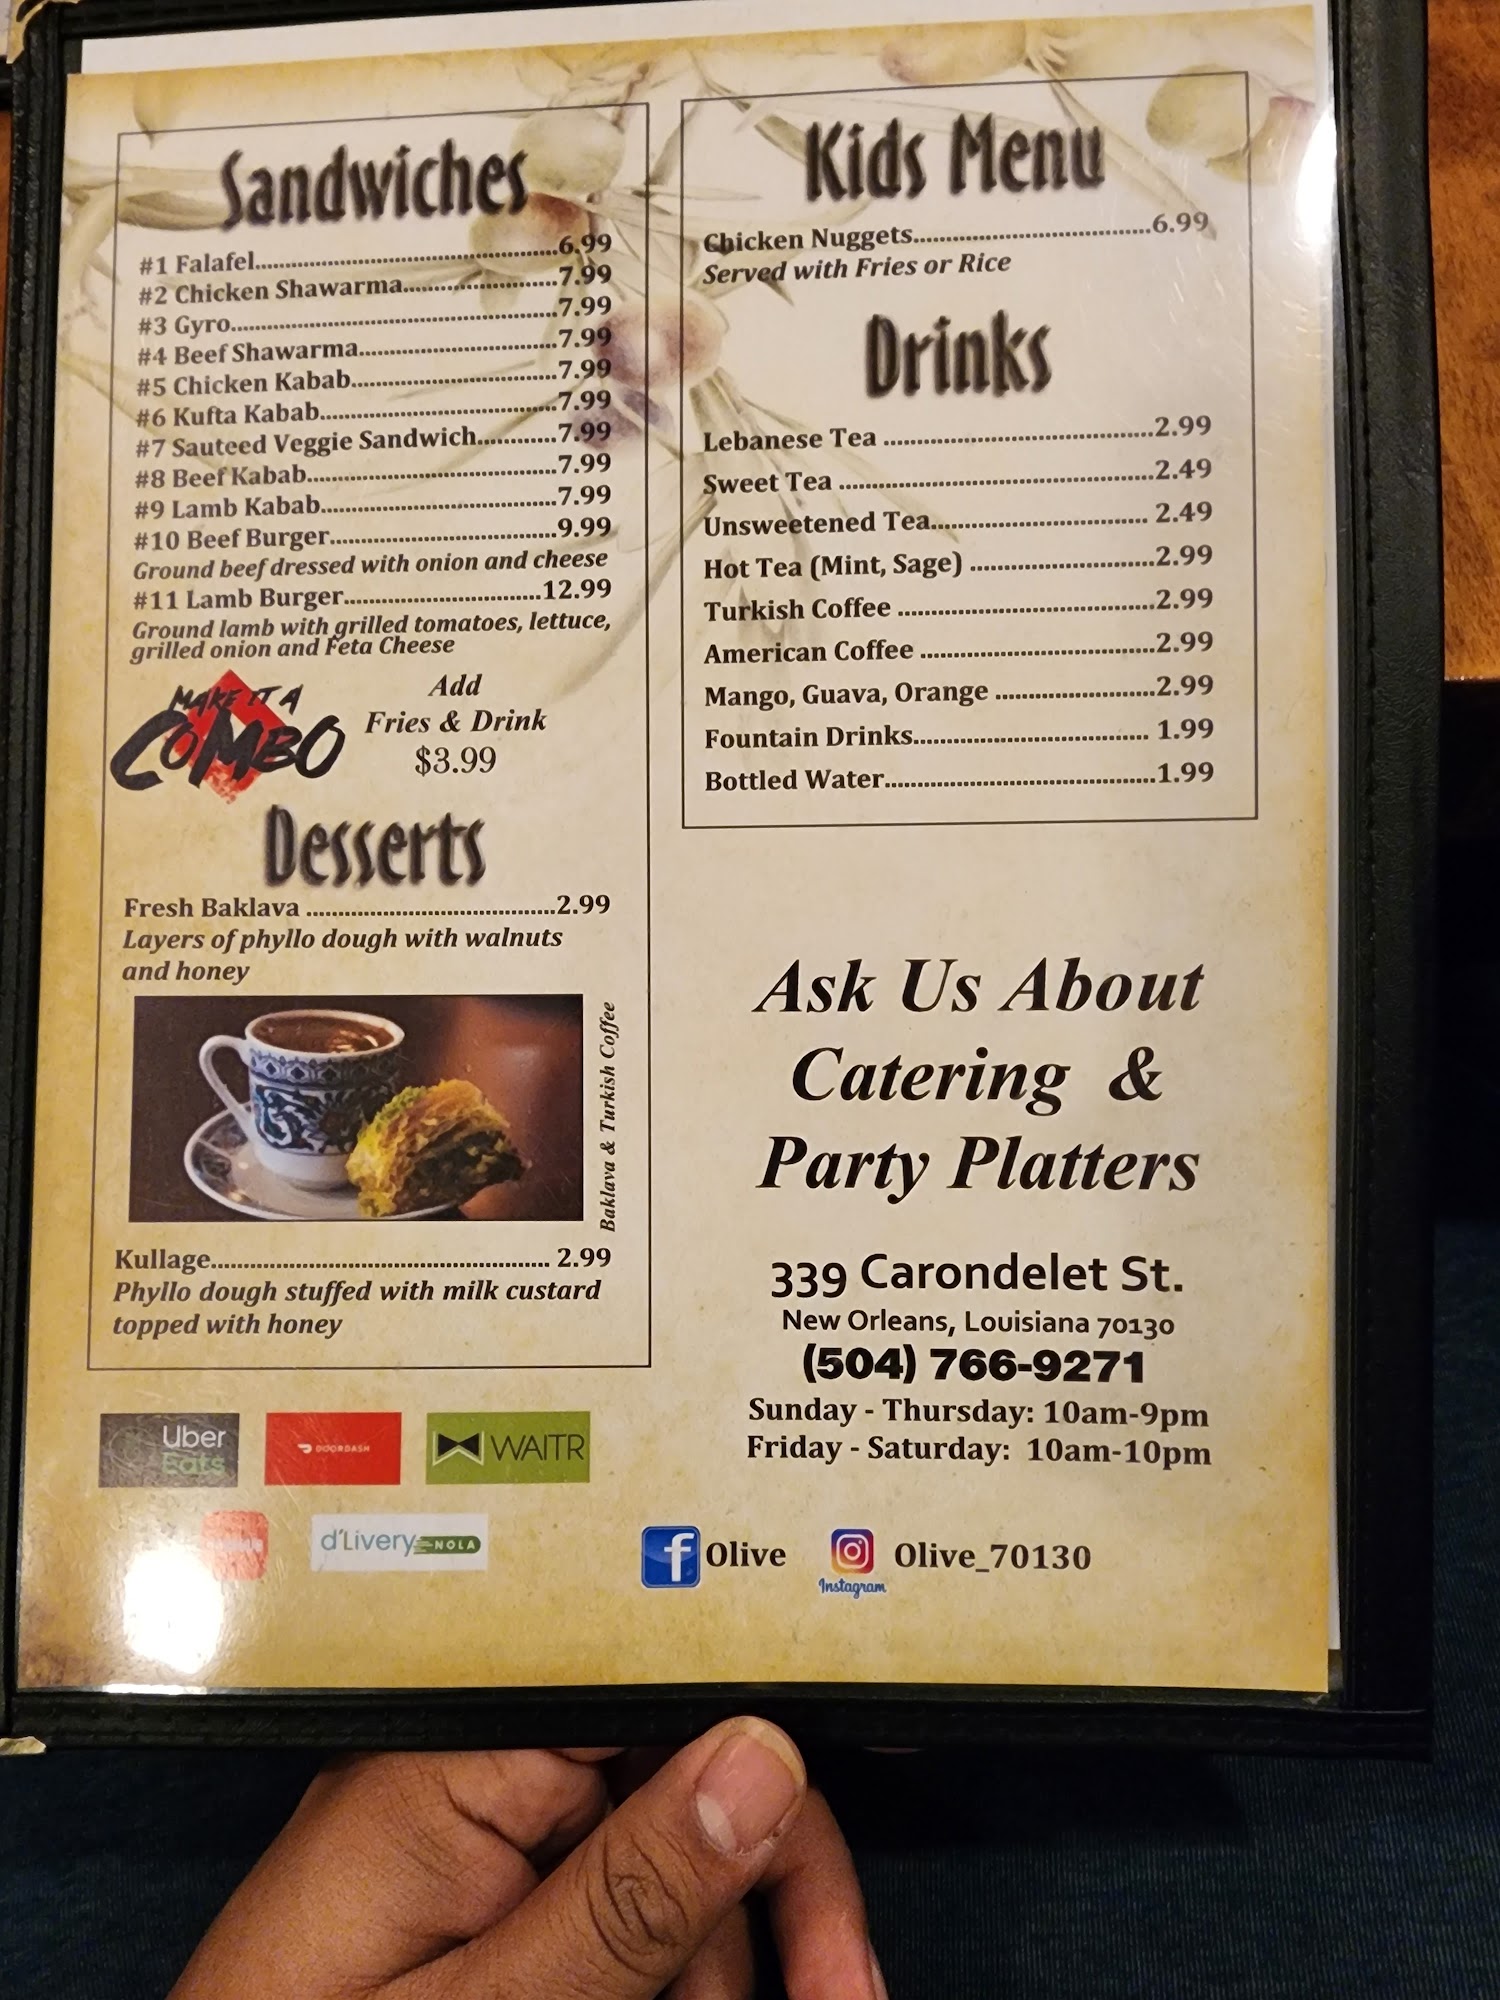 Sandwiches
#1 Falafel.....................................................6.99
#2 Chicken Shawarma..........................7.99
#3 Gyro.........................................................7.99
#4 Beef Shawarma...................................7.99
#5 Chicken Kabab....................................7.99
#6 Kufta Kabab.........................................7.99
#7 Sauteed Veggie Sandwich.............7.99
#8 Beef Kabab...........................................7.99
#9 Lamb Kabab.........................................7.99
#10 Beef Burger........................................9.99
Ground beef dressed with onion and cheese
#11 Lamb Burger..................................12.99
Ground lamb with grilled tomatoes, lettuce,
grilled onion and Feta Cheese
MAKE IT A
COMBO
Add
Fries & Drink
$3.99
Desserts
Fresh Baklava .......................................2.99
Layers of phyllo dough with walnuts
and honey
Baklava & Turkish Coffee
Kullage..................................................... 2.99
Phyllo dough stuffed with milk custard
topped with honey
Uber
Eats
DOORDASH
WAITR
d'Livery NOLA
Kids Menu
Chicken Nuggets.....................................6.99
Served with Fries or Rice
Drinks
Lebanese Tea ..........................................2.99
Sweet Tea .................................................2.49
Unsweetened Tea.................................. 2.49
Hot Tea (Mint, Sage) .............................2.99
Turkish Coffee ........................................2.99
American Coffee .....................................2.99
Mango, Guava, Orange .........................2.99
Fountain Drinks..................................... 1.99
Bottled Water..........................................1.99
Ask Us About
Catering &
Party Platters
339 Carondelet St.
New Orleans, Louisiana 70130
(504) 766-9271
Sunday - Thursday: 10am-9pm
Friday - Saturday: 10am-10pm
f Olive
Instagram
Olive_70130